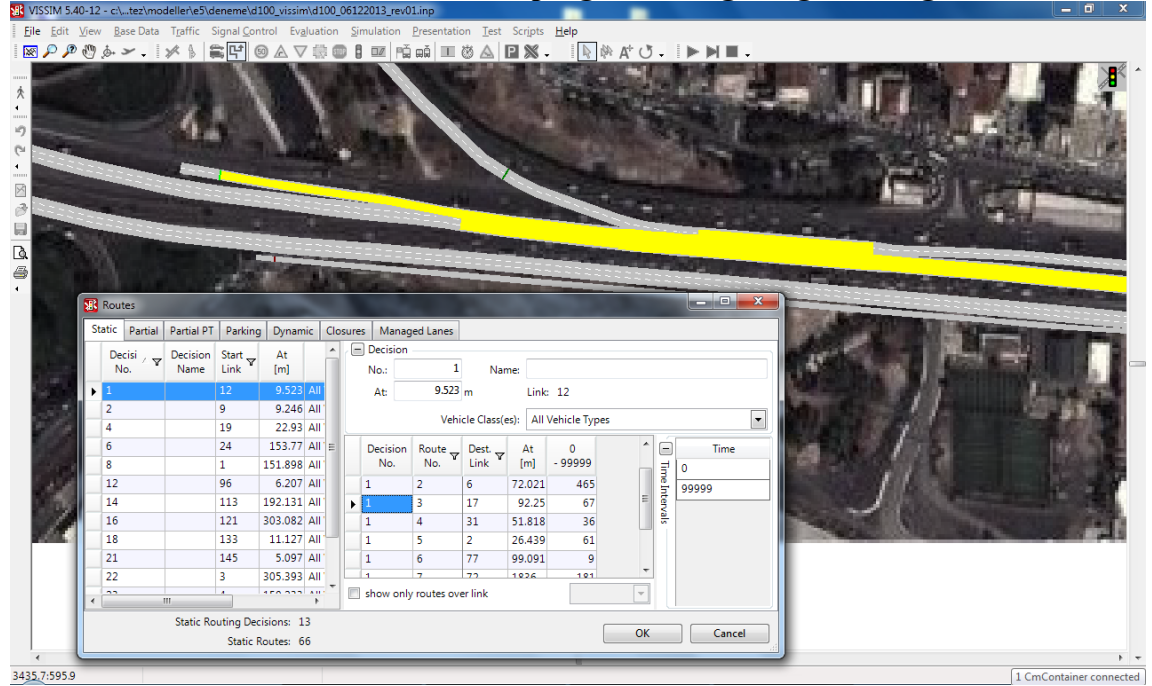 VISSIM 5.40-12 - c:\..tez\modeller\e5\deneme\d100_vissim\d100_06122013_rev01.inp
File Edit View Base Data Traffic Signal Control Evaluation Simulation Presentation Test Scripts Help
Routes
Static Partial Partial PT Parking Dynamic Closures Managed Lanes
Decisi No. Decision Name Start Link At [m]
1 12 9.523 All
2 9 9.246 All
4 19 22.93 All
6 24 153.77 All
8 1 151.898 All
12 96 6.207 All
14 113 192.131 All
16 121 303.082 All
18 133 11.127 All
21 145 5.097 All
22 3 305.393 All
Static Routing Decisions: 13
Static Routes: 66
Decision
No.: 1 Name:
At: 9.523 m Link: 12
Vehicle Class(es): All Vehicle Types
Decision No. Route No. Dest. Link At [m] 0 - 99999
1 2 6 72.021 465
1 3 17 92.25 67
1 4 31 51.818 36
1 5 2 26.439 61
1 6 77 99.091 9
1 7 72 1836 181
show only routes over link
Time Intervals
Time
0
99999
OK Cancel
3435.7:595.9
1 CmContainer connected